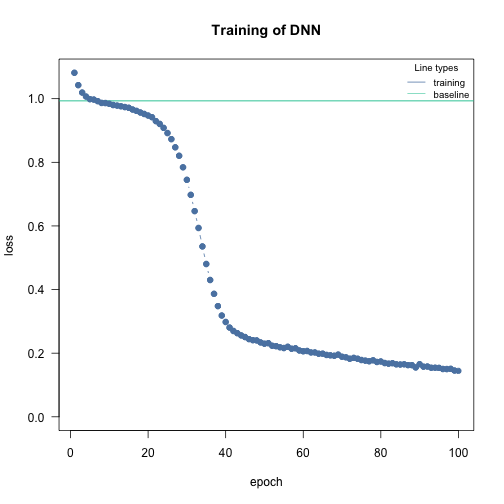 Training of DNN
Line types
training
baseline
1.0
0.8
0.6
0.4
0.2
0.0
loss
0 20 40 60 80 100
epoch